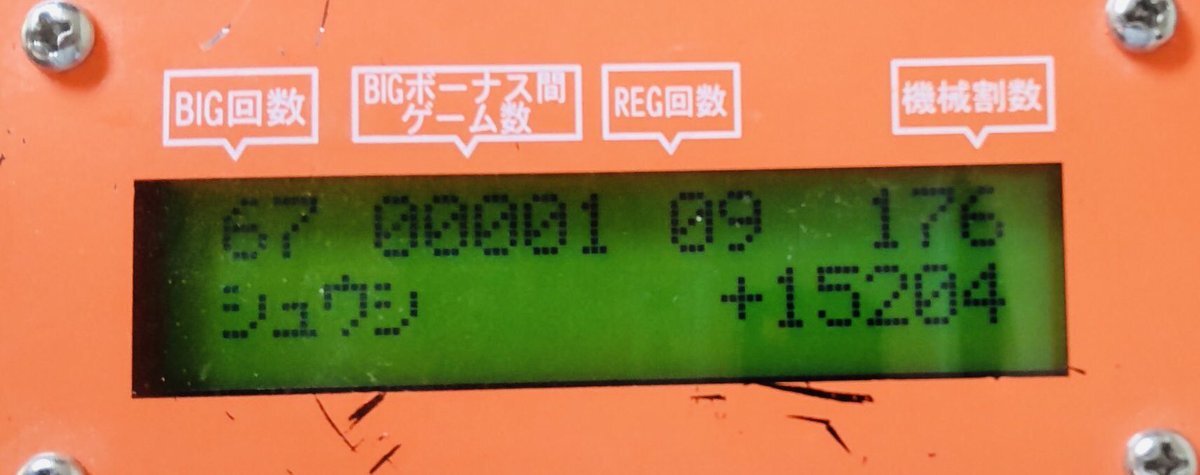 BIG回数
BIGボーナス間
ゲーム数
REG回数
機械割数
67 00001 09 176
シュウシ +15204